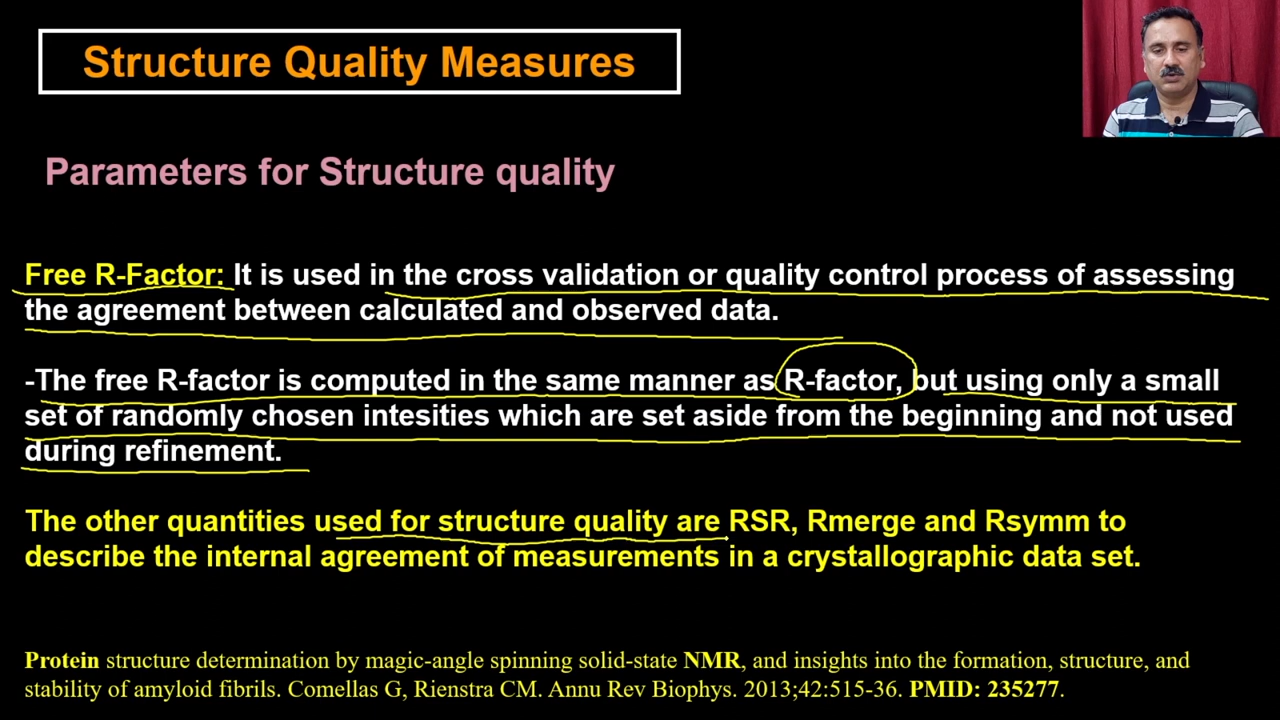 Structure Quality Measures
Parameters for Structure quality
Free R-Factor: It is used in the cross validation or quality control process of assessing
the agreement between calculated and observed data.
-The free R-factor is computed in the same manner as R-factor, but using only a small
set of randomly chosen intesities which are set aside from the beginning and not used
during refinement.
The other quantities used for structure quality are RSR, Rmerge and Rsymm to
describe the internal agreement of measurements in a crystallographic data set.
Protein structure determination by magic-angle spinning solid-state NMR, and insights into the formation, structure, and
stability of amyloid fibrils. Comellas G, Rienstra CM. Annu Rev Biophys. 2013;42:515-36. PMID: 235277.